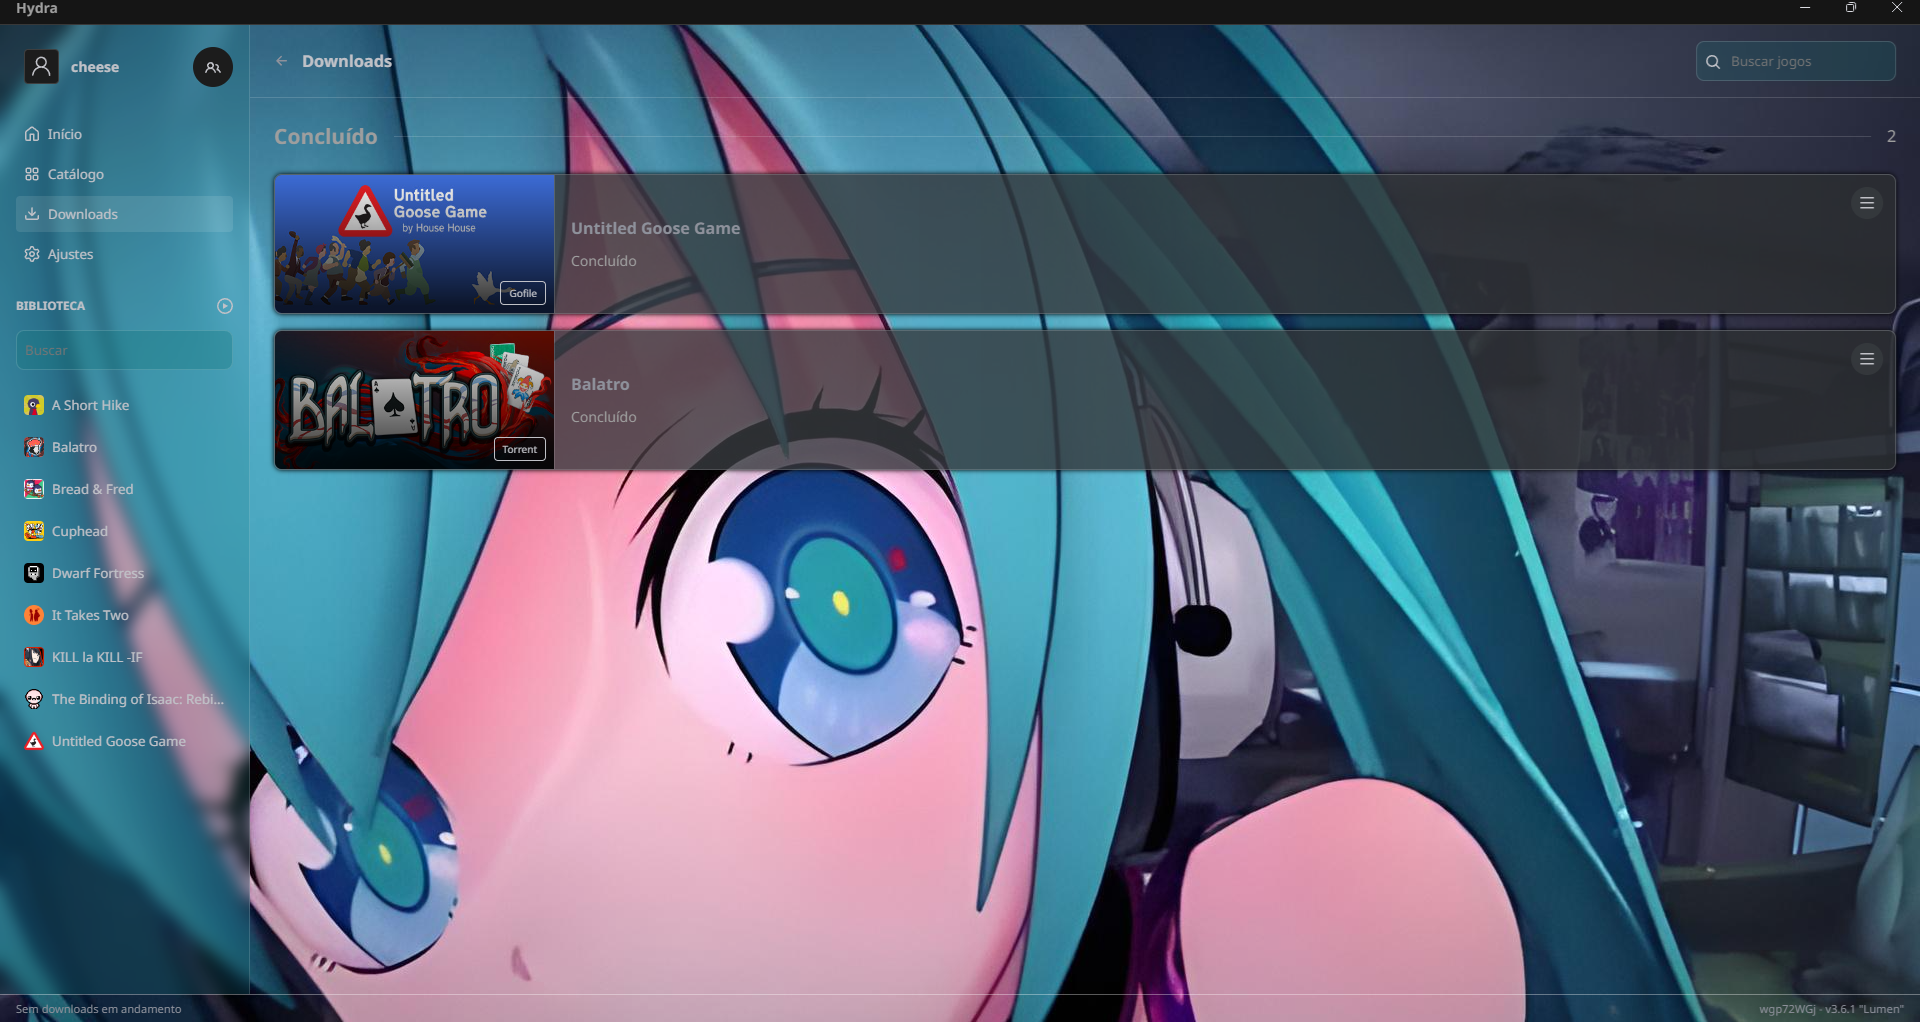 Hydra
cheese
Início
Catálogo
Downloads
Ajustes
BIBLIOTECA
Buscar
A Short Hike
Balatro
Bread & Fred
Cuphead
Dwarf Fortress
It Takes Two
KILL la KILL -IF
The Binding of Isaac: Rebi...
Untitled Goose Game
Downloads
Buscar jogos
Concluído
2
Untitled
Goose Game
by House House
Gofile
Untitled Goose Game
Concluído
BALATRO
Torrent
Balatro
Concluído
Sem downloads em andamento
wgp72WGj - v3.6.1 "Lumen"